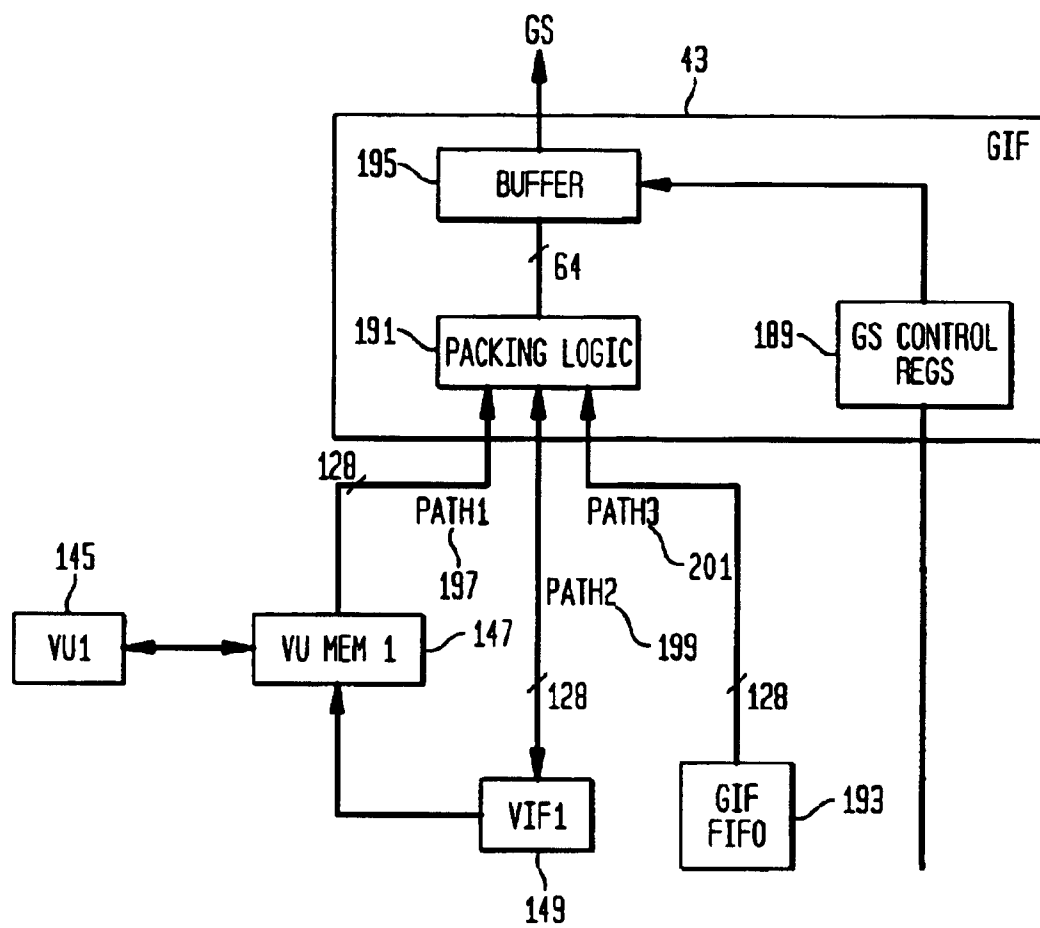 GS
43
GIF
195
BUFFER
64
191
PACKING LOGIC
189
GS CONTROL
REGS
128
PATH1
197
PATH3
201
145
PATH2
199
VU1
VU MEM 1
147
128
128
VIF1
GIF
FIFO
193
149